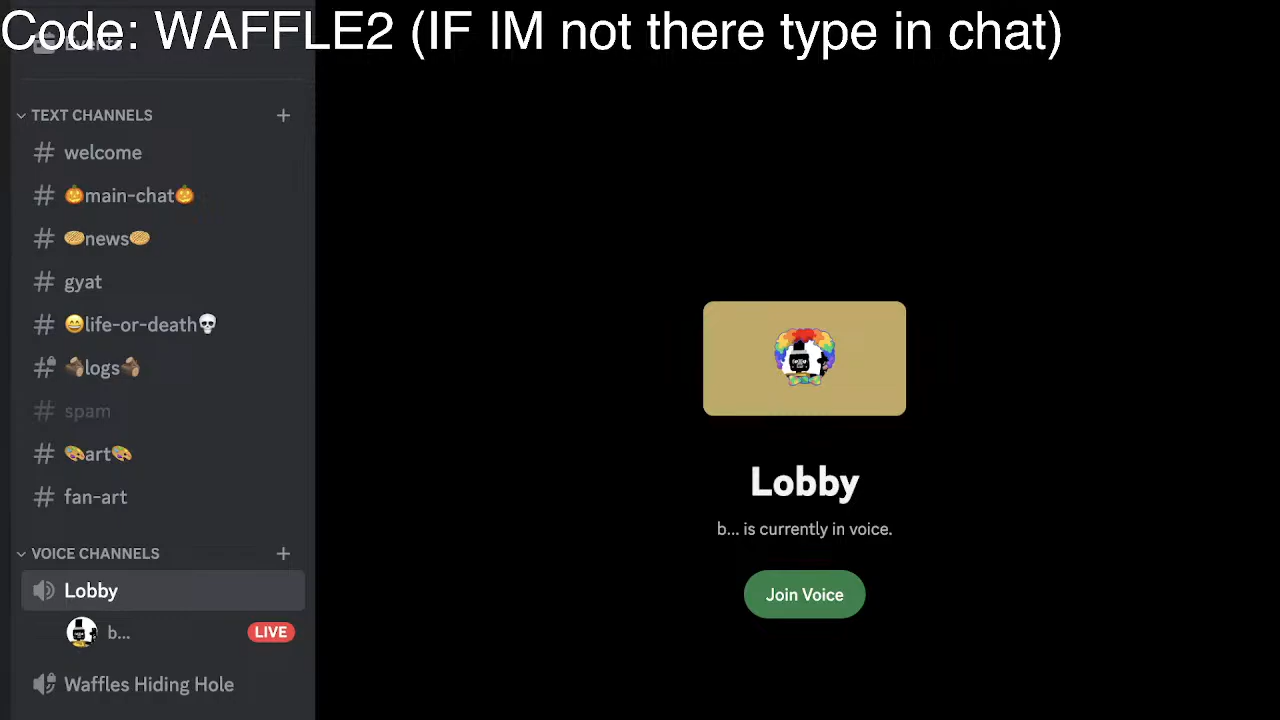 Code: WAFFLE2 (IF IM not there type in chat)
Events
TEXT CHANNELS
welcome
🎃main-chat🎃
🧇news🧇
gyat
😄life-or-death💀
🪵logs🪵
spam
🎨art🎨
fan-art
VOICE CHANNELS
Lobby
b...
LIVE
Waffles Hiding Hole
Lobby
b... is currently in voice.
Join Voice